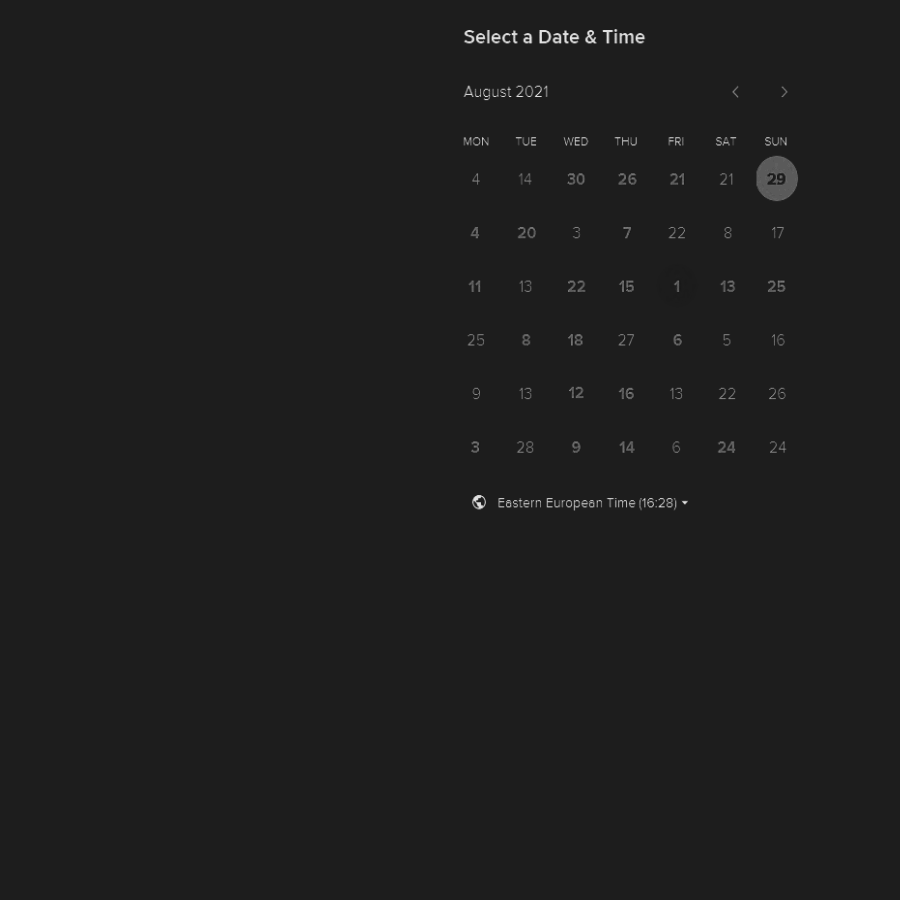 Select a Date & Time
August 2021
MON TUE WED THU FRI SAT SUN
4 14 30 26 21 21 29
4 20 3 7 22 8 17
11 13 22 15 1 13 25
25 8 18 27 6 5 16
9 13 12 16 13 22 26
3 28 9 14 6 24 24
Eastern European Time (16:28)